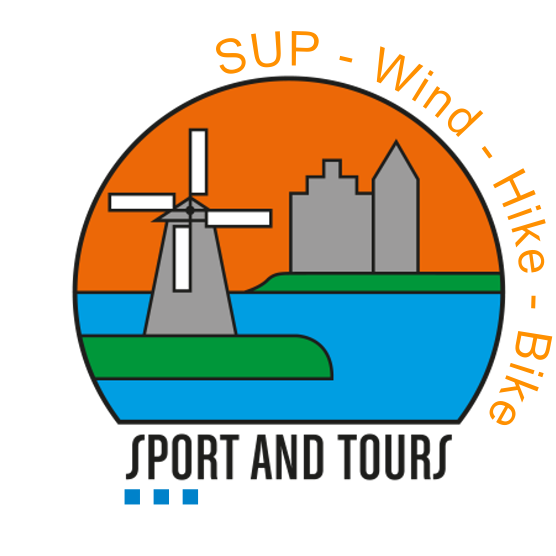 SUP - Wind - Hike - Bike
SPORT AND TOURS